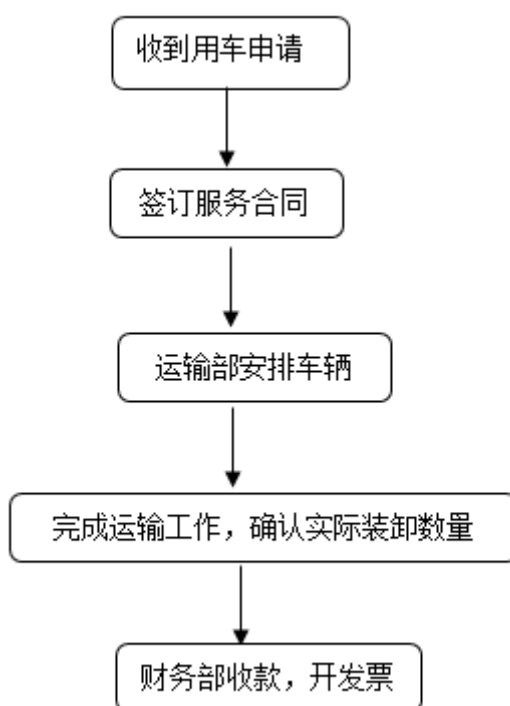 收到用车申请
签订服务合同
运输部安排车辆
完成运输工作，确认实际装卸数量
财务部收款，开发票